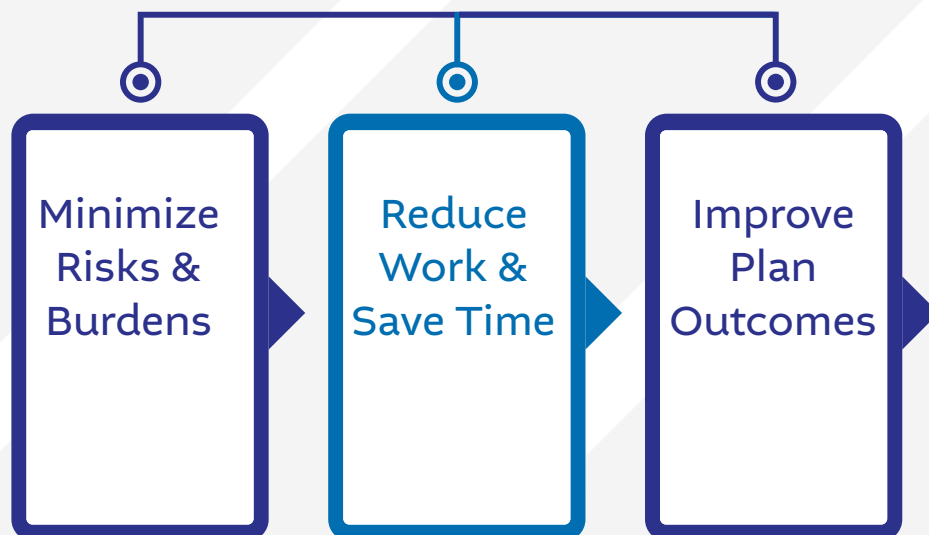 Minimize
Risks &
Burdens
Reduce
Work &
Save Time
Improve
Plan
Outcomes